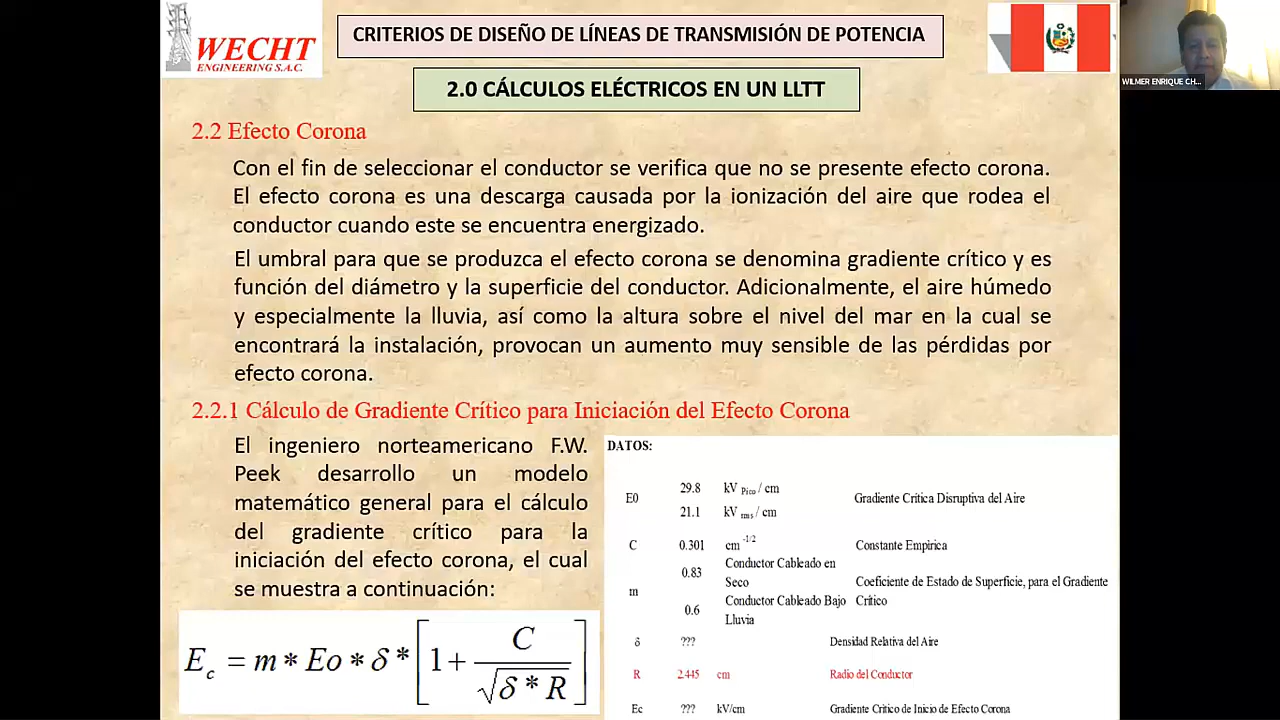 WECHT
ENGINEERING S.A.C.
CRITERIOS DE DISEÑO DE LÍNEAS DE TRANSMISIÓN DE POTENCIA
WILMER ENRIQUE CH...
2.0 CÁLCULOS ELÉCTRICOS EN UN LLTT
2.2 Efecto Corona
Con el fin de seleccionar el conductor se verifica que no se presente efecto corona.
El efecto corona es una descarga causada por la ionización del aire que rodea el
conductor cuando este se encuentra energizado.
El umbral para que se produzca el efecto corona se denomina gradiente crítico y es
función del diámetro y la superficie del conductor. Adicionalmente, el aire húmedo
y especialmente la lluvia, así como la altura sobre el nivel del mar en la cual se
encontrará la instalación, provocan un aumento muy sensible de las pérdidas por
efecto corona.
2.2.1 Cálculo de Gradiente Crítico para Iniciación del Efecto Corona
El ingeniero norteamericano F.W.
Peek desarrollo un modelo
matemático general para el cálculo
del gradiente crítico para la
iniciación del efecto corona, el cual
se muestra a continuación:
E_c = m * Eo * δ * [1 + C / √(δ * R)]
DATOS:
E0 29.8 kV Pico / cm Gradiente Crítica Disruptiva del Aire
21.1 kV rms / cm
C 0.301 cm -1/2 Constante Empírica
m 0.83 Conductor Cableado en Seco Coeficiente de Estado de Superficie, para el Gradiente Crítico
0.6 Conductor Cableado Bajo Lluvia
δ ??? Densidad Relativa del Aire
R 2.445 cm Radio del Conductor
Ec ??? kV/cm Gradiente Crítico de Inicio de Efecto Corona